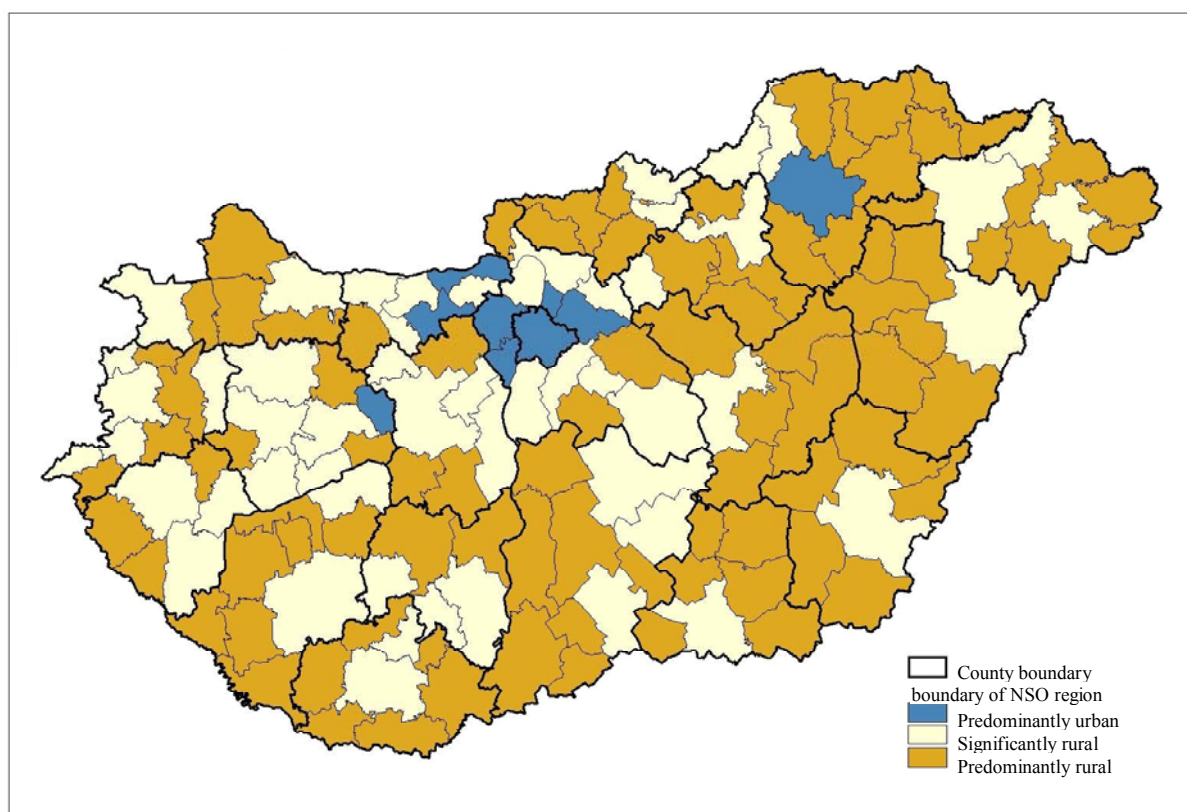 County boundary
boundary of NSO region
Predominantly urban
Significantly rural
Predominantly rural